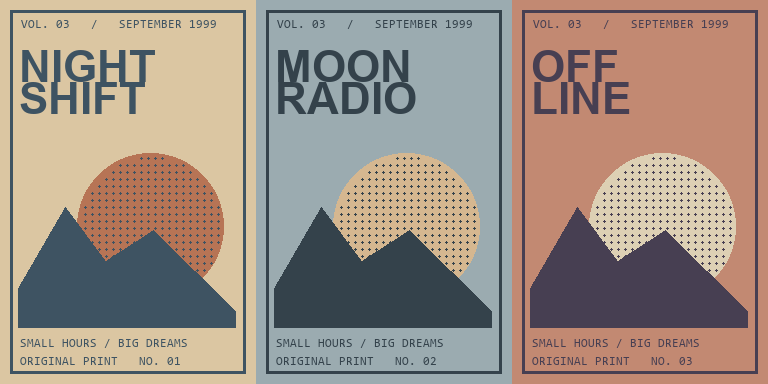 VOL. 03 / SEPTEMBER 1999
NIGHT
SHIFT
SMALL HOURS / BIG DREAMS
ORIGINAL PRINT NO. 01
VOL. 03 / SEPTEMBER 1999
MOON
RADIO
SMALL HOURS / BIG DREAMS
ORIGINAL PRINT NO. 02
VOL. 03 / SEPTEMBER 1999
OFF
LINE
SMALL HOURS / BIG DREAMS
ORIGINAL PRINT NO. 03